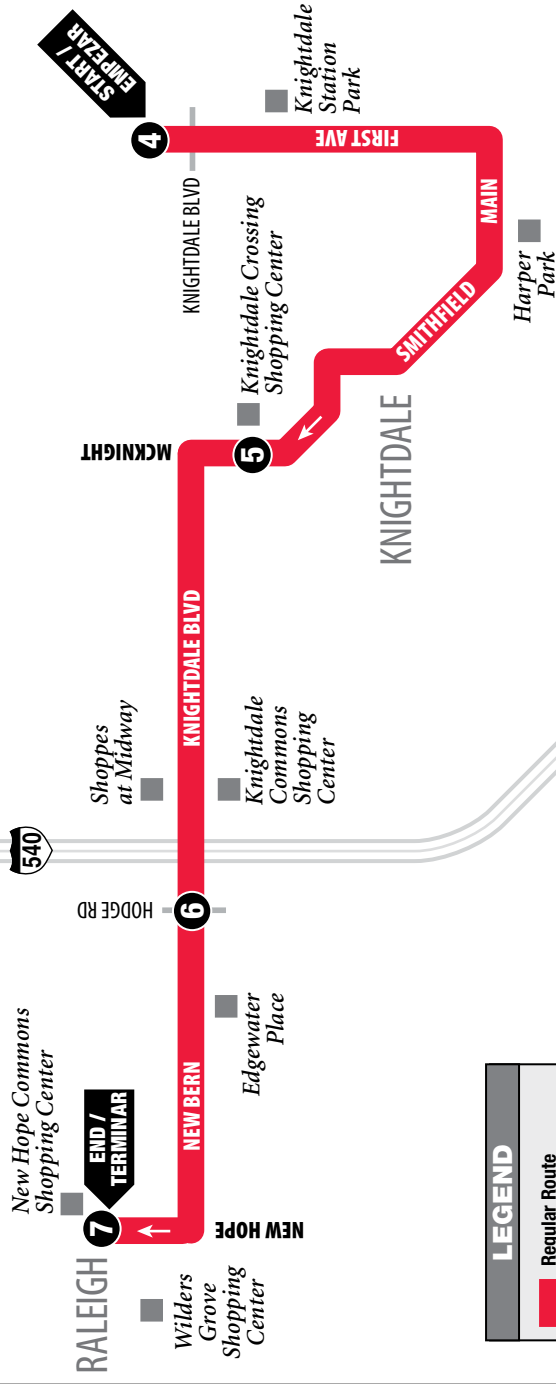 START /
EMPEZAR
4
KNIGHTDALE BLVD
Knightdale
Station
Park
FIRST AVE
MAIN
Harper
Park
SMITHFIELD
KNIGHTDALE
Knightdale Crossing
Shopping Center
5
MCKNIGHT
KNIGHTDALE BLVD
Shoppes
at Midway
Knightdale
Commons
Shopping
Center
540
HODGE RD
6
Edgewater
Place
NEW BERN
NEW HOPE
New Hope Commons
Shopping Center
END /
TERMINAR
7
RALEIGH
Wilders
Grove
Shopping
Center
LEGEND
Regular Route